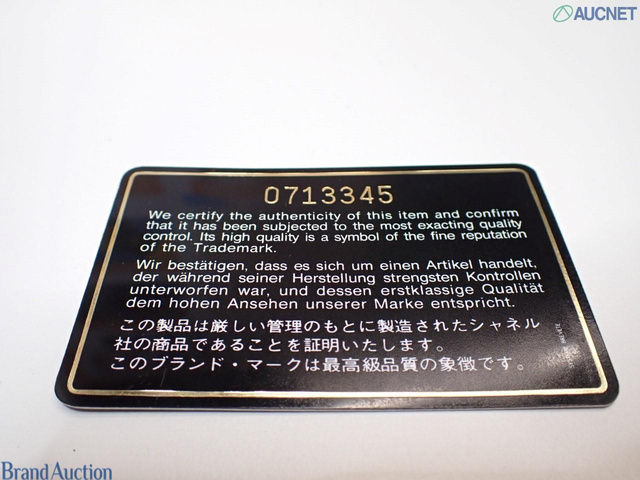 AUCNET
0713345
We certify the authenticity of this item and confirm
that it has been subjected to the most exacting quality
control. Its high quality is a symbol of the fine reputation
of the Trademark.
Wir bestätigen, dass es sich um einen Artikel handelt,
der während seiner Herstellung strengsten Kontrollen
unterworfen war, und dessen erstklassige Qualität
dem hohen Ansehen unserer Marke entspricht.
この製品は厳しい管理のもとに製造されたシャネル
社の商品であることを証明いたします。
このブランド・マークは最高級品質の象徴です。
Brand Auction